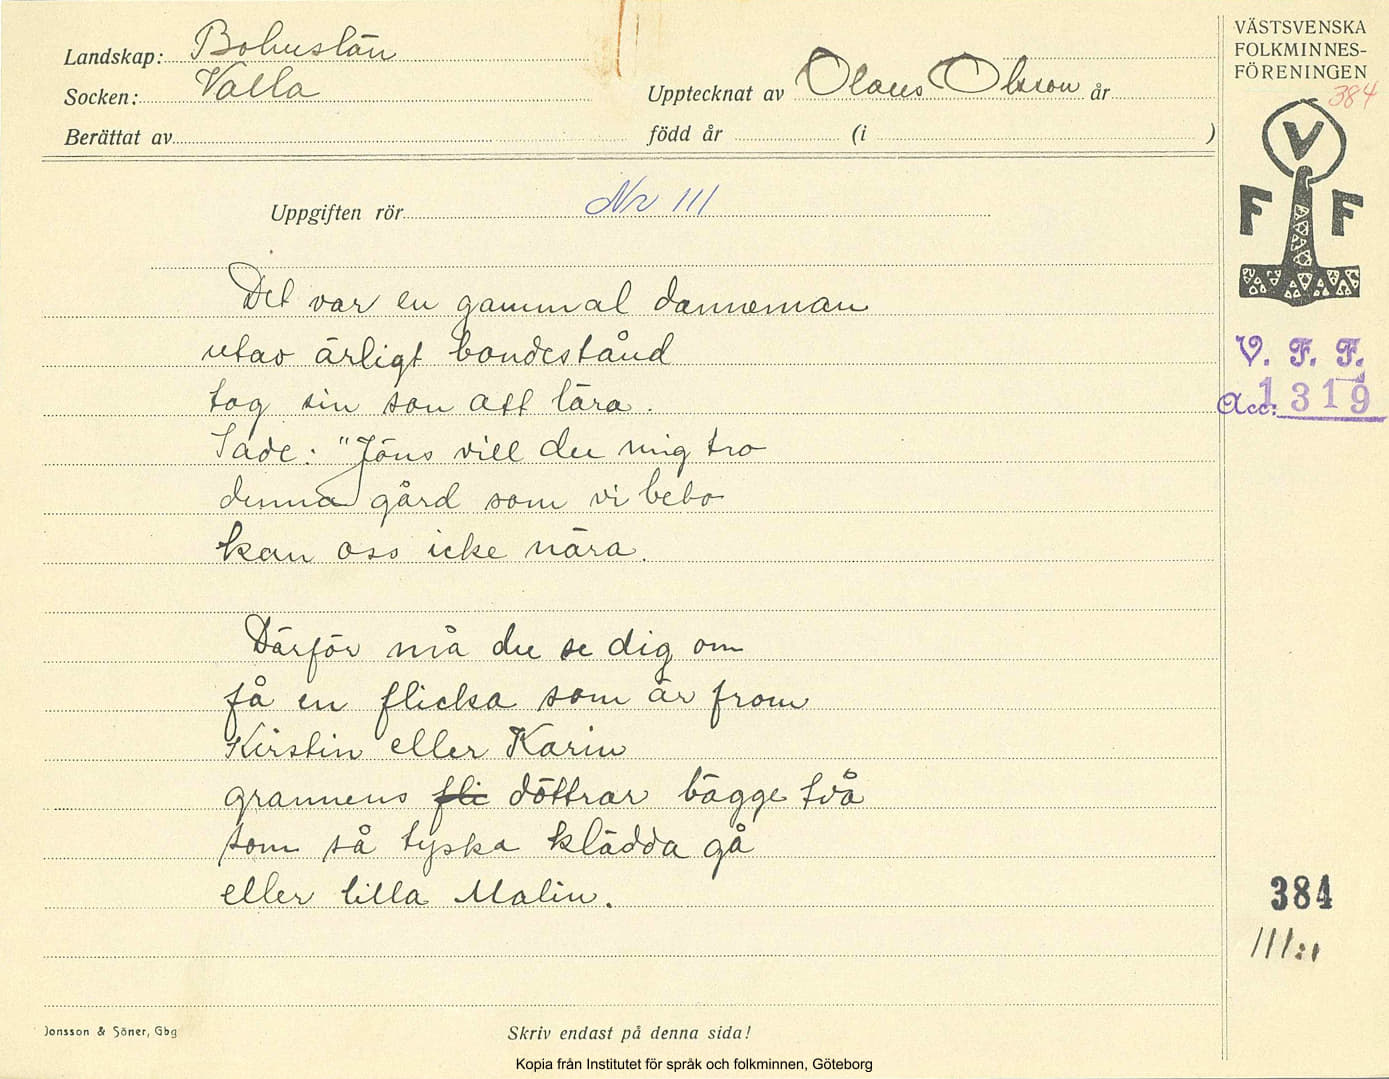 Landskap: Bohuslän
Socken: Valla
Berättat av
Upptecknat av Olaus Olsson år
född år (i )
VÄSTSVENSKA
FOLKMINNES-
FÖRENINGEN
384
V
F F
Uppgiften rör Nr 111
V. F. F.
Acc: 1319
Det var en gammal danneman
utav ärligt bondestånd
tog sin son att lära.
Sade: "Jöns vill du mig tro
denna gård som vi bebo
kan oss icke nära.
Därför må du se dig om
få en flicka som är from
Kirstin eller Karin
grannens fli döttrar bägge två
som så tyska klädda gå
eller lilla Malin.
384
111:1
Jonsson & Söner, Gbg
Skriv endast på denna sida!
Kopia från Institutet för språk och folkminnen, Göteborg